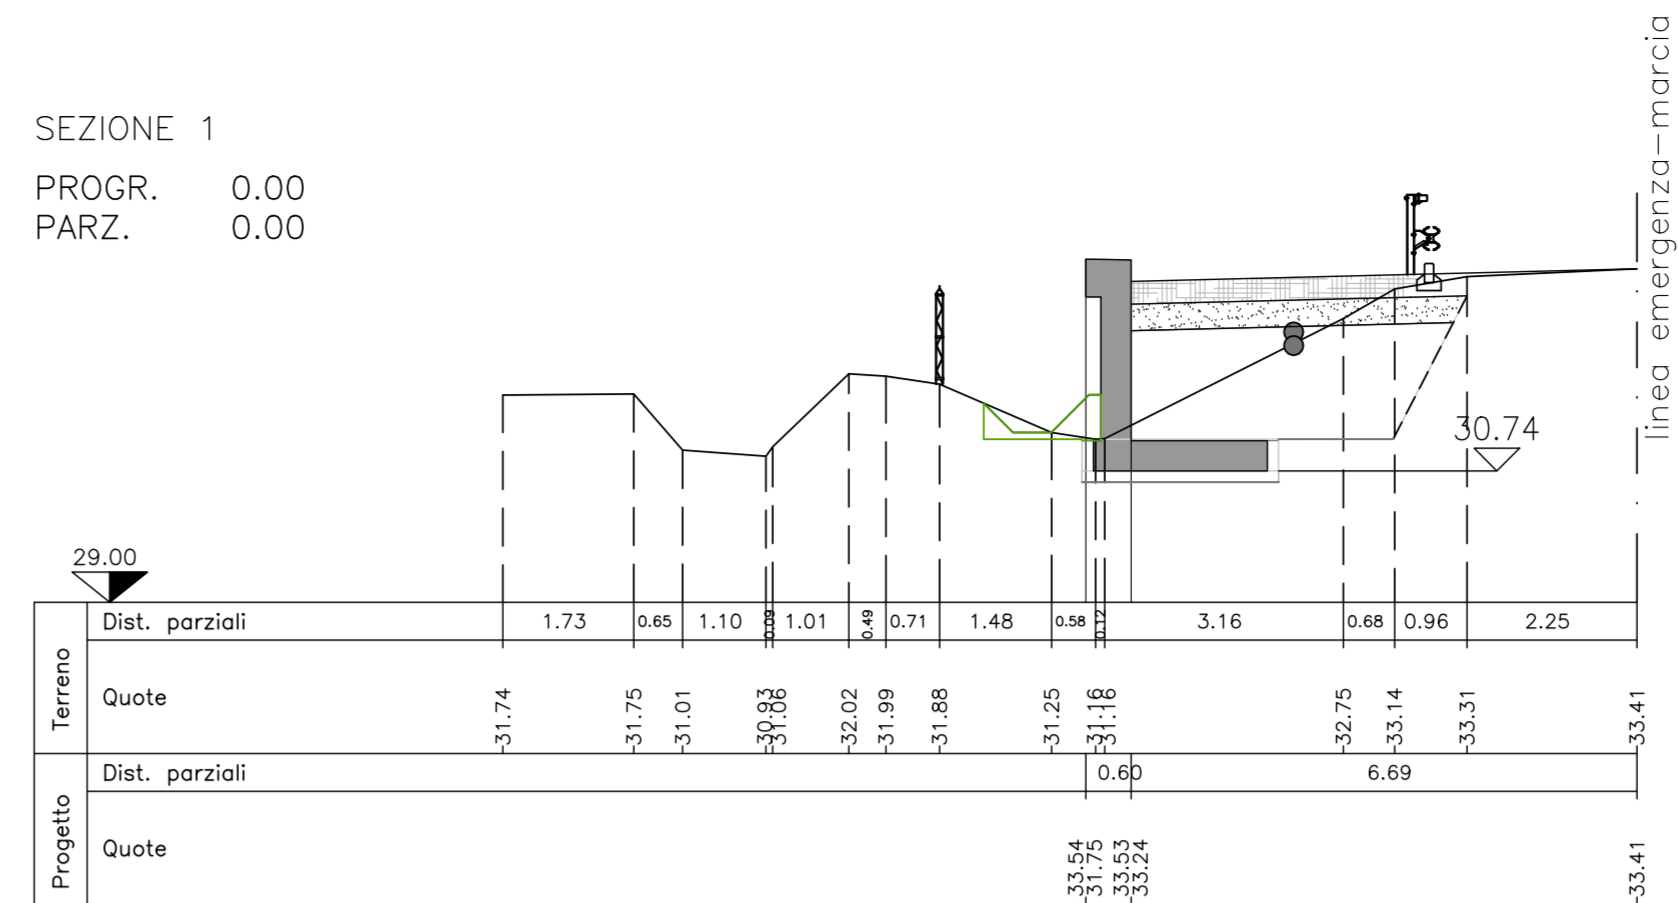 SEZIONE 1
PROGR. 0.00
PARZ. 0.00
linea emergenza-marcia
30.74
29.00
Terreno
Dist. parziali 1.73 0.65 1.10 0.09 1.01 0.49 0.71 1.48 0.58 0.12 3.16 0.68 0.96 2.25
Quote 31.74 31.75 31.01 30.93 31.06 32.02 31.99 31.88 31.25 31.16 31.16 32.75 33.14 33.31 33.41
Progetto
Dist. parziali 0.60 6.69
Quote 33.54 31.75 33.53 33.24 33.41